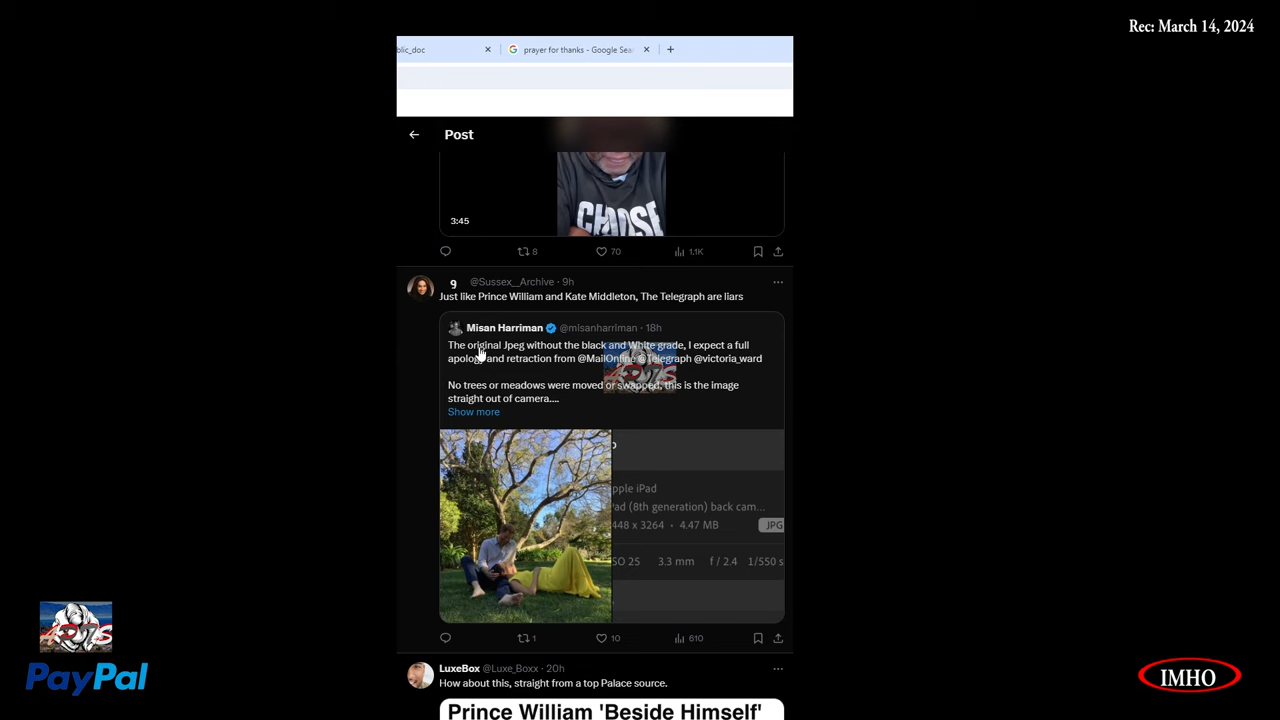 Rec: March 14, 2024
blic_doc
prayer for thanks - Google Sea
Post
CHOOSE
3:45
8
70
1.1K
9 @Sussex__Archive · 9h
Just like Prince William and Kate Middleton, The Telegraph are liars
Misan Harriman @misanharriman · 18h
The original Jpeg without the black and White grade, I expect a full
apology and retraction from @MailOnline @Telegraph @victoria_ward
No trees or meadows were moved or swapped, this is the image
straight out of camera....
Show more
pple iPad
Pad (8th generation) back cam...
448 x 3264 • 4.47 MB
JPG
ISO 25
3.3 mm
f / 2.4
1/550 s
1
10
610
LuxeBox @Luxe_Boxx · 20h
How about this, straight from a top Palace source.
Prince William 'Beside Himself'
PayPal
IMHO